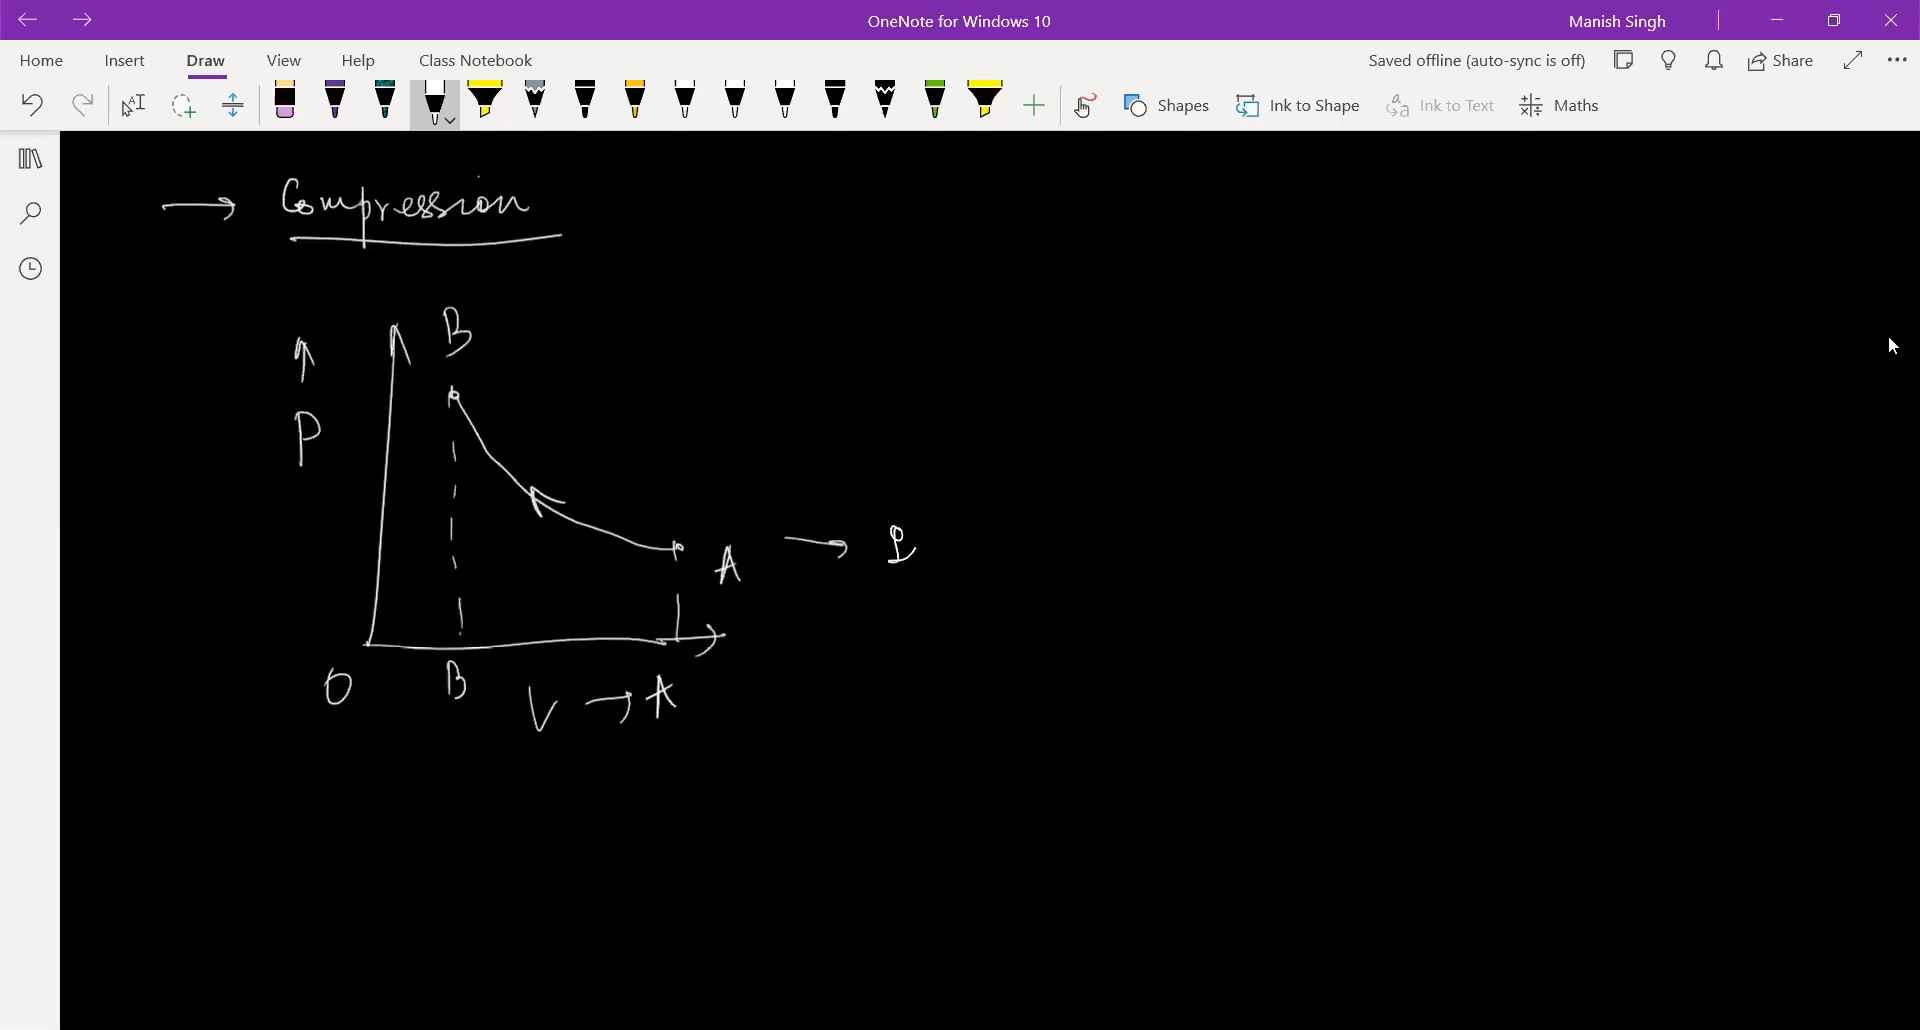 OneNote for Windows 10
Manish Singh
Home Insert Draw View Help Class Notebook
Saved offline (auto-sync is off) Share
Shapes Ink to Shape Ink to Text Maths
→ Compression
B
P
A →
O B V → A